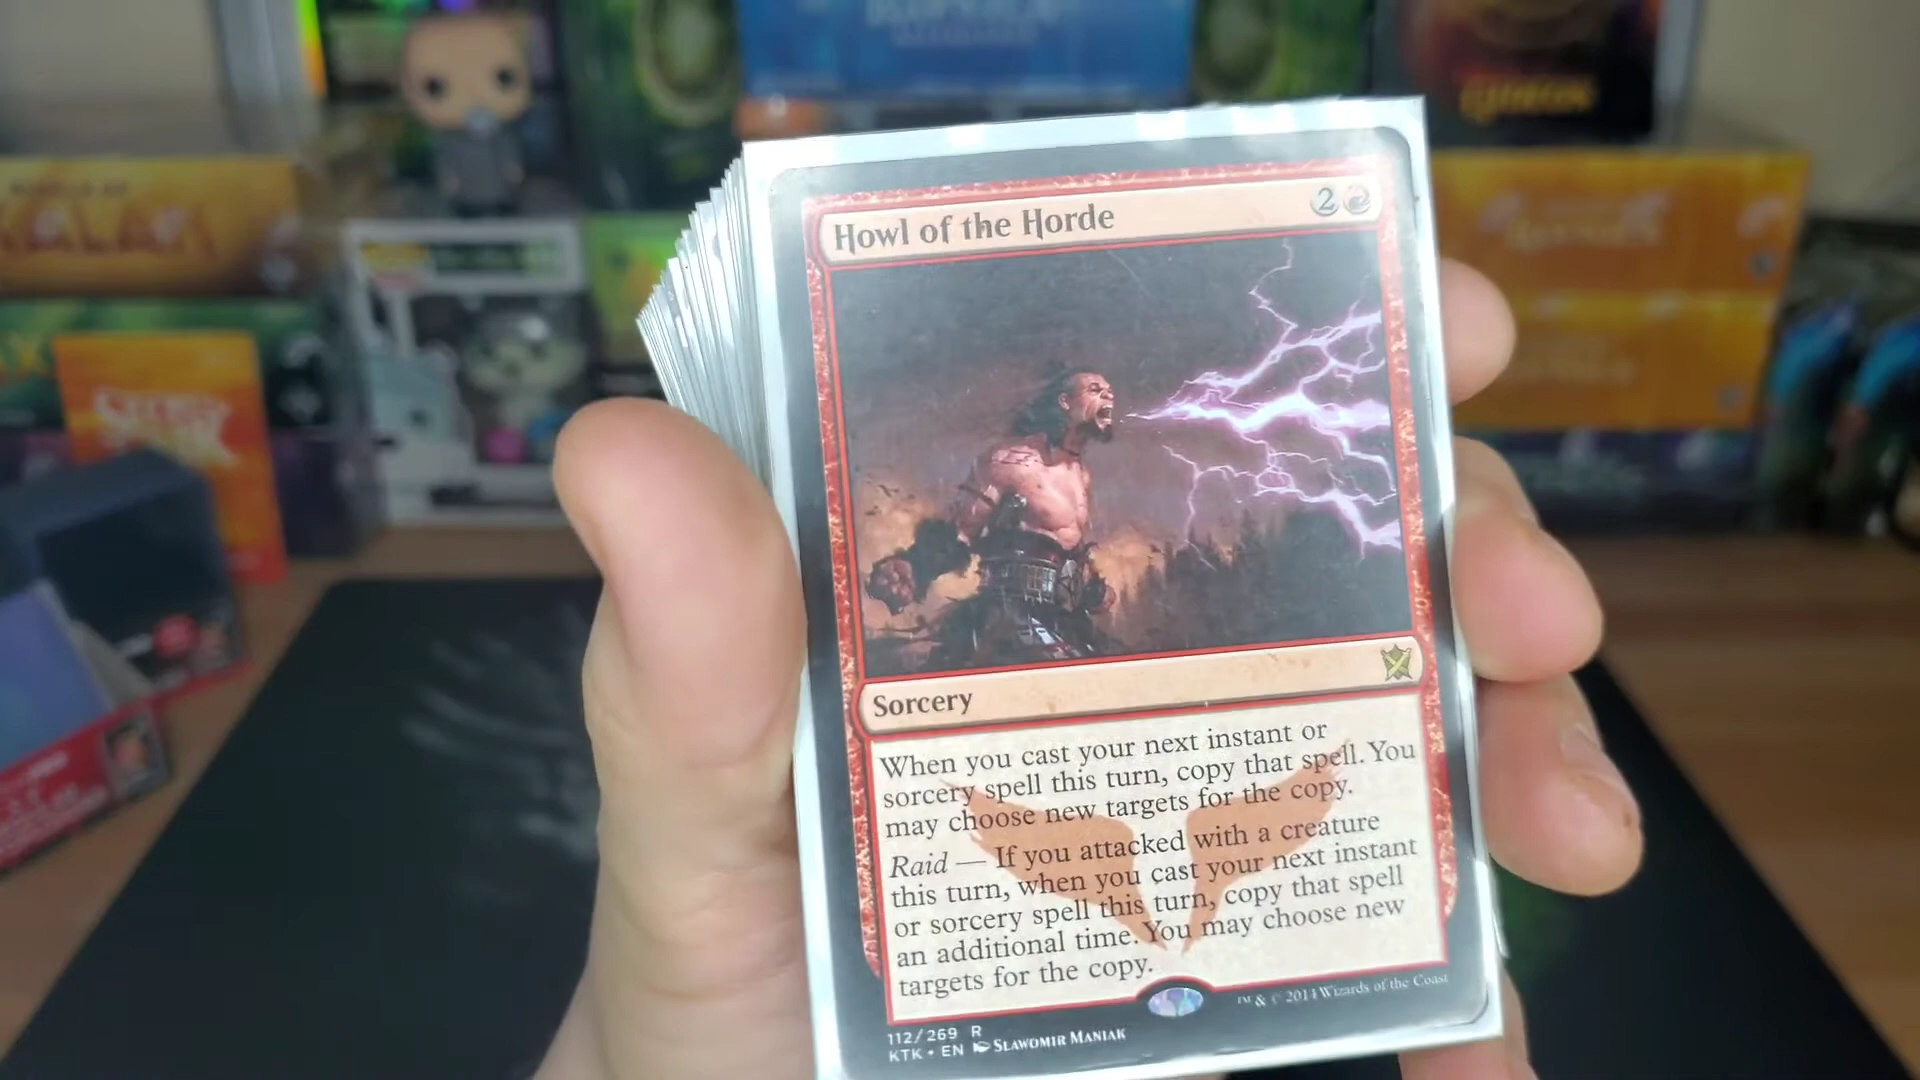 GIDEON
Howl of the Horde
2
Sorcery
When you cast your next instant or
sorcery spell this turn, copy that spell. You
may choose new targets for the copy.
Raid — If you attacked with a creature
this turn, when you cast your next instant
or sorcery spell this turn, copy that spell
an additional time. You may choose new
targets for the copy.
™ & © 2014 Wizards of the Coast
112/269 R
KTK • EN SLAWOMIR MANIAK